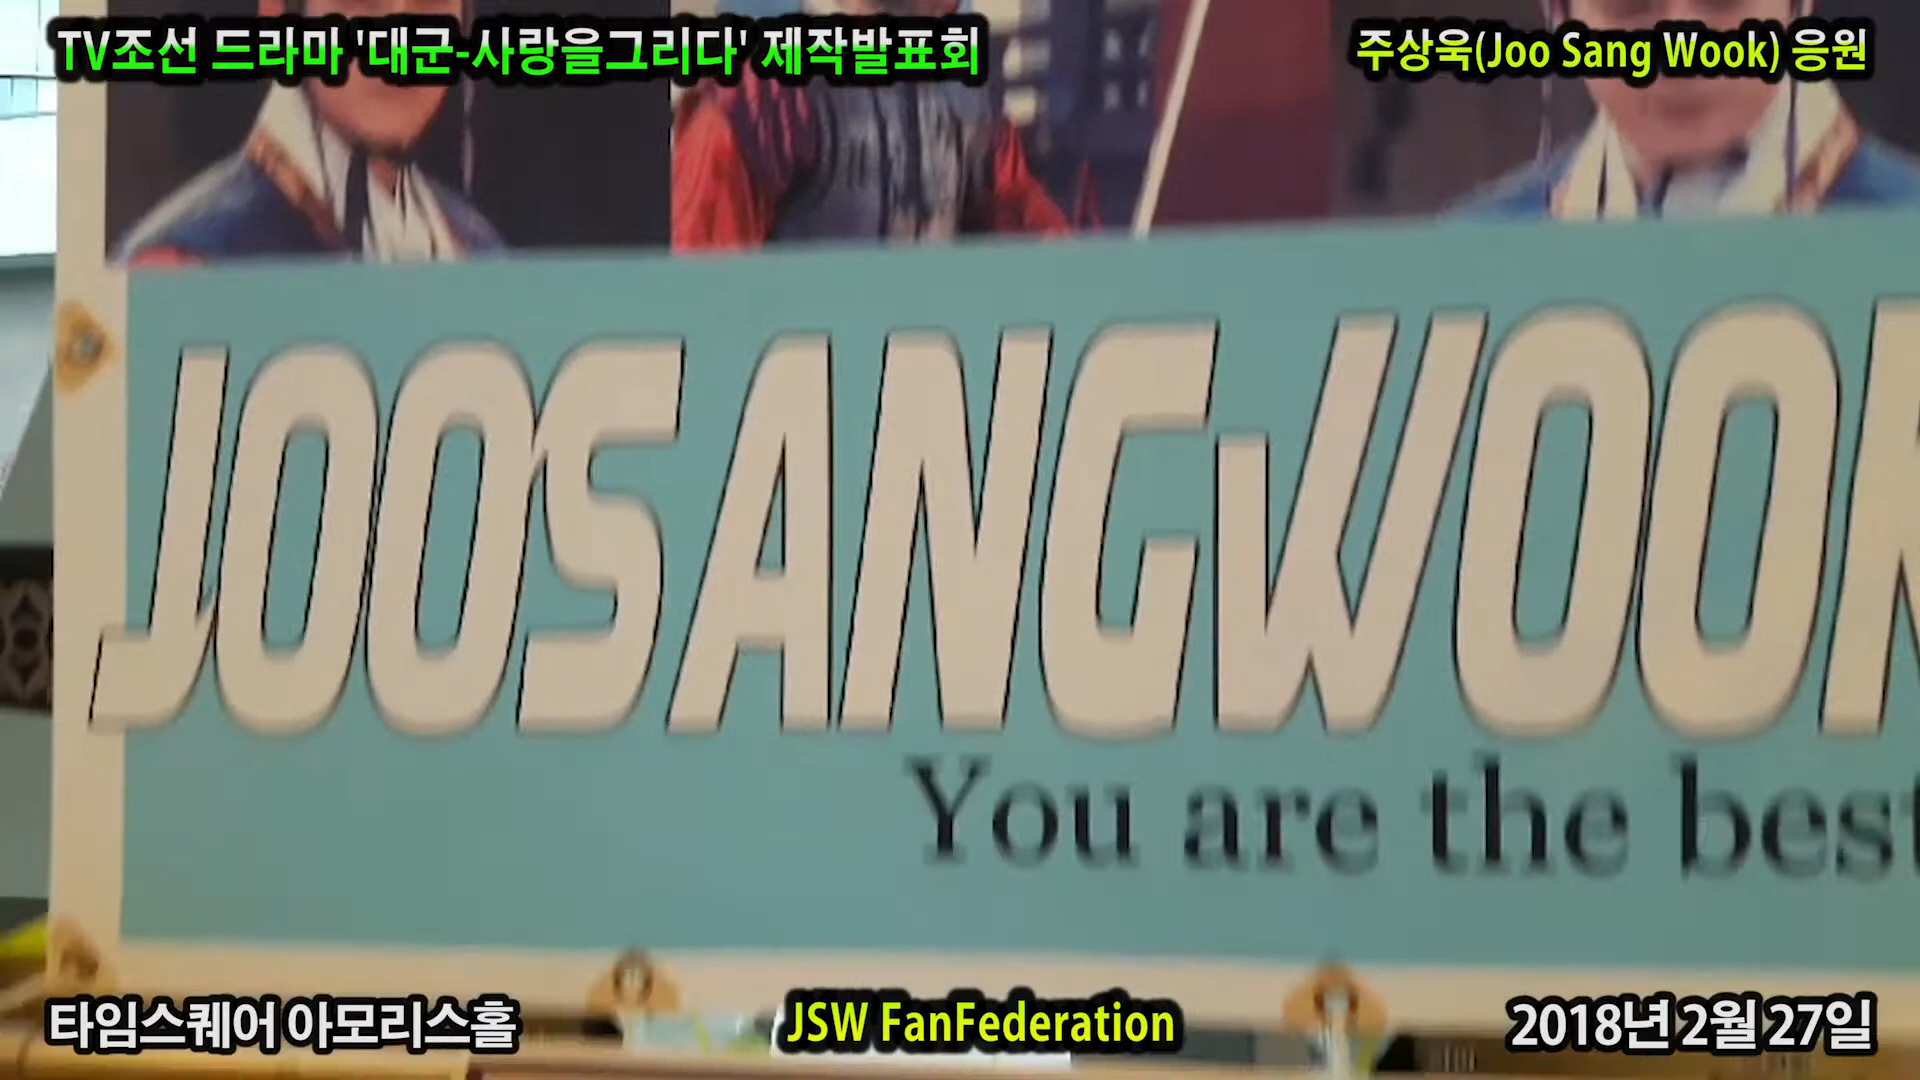 TV조선 드라마 '대군-사랑을그리다' 제작발표회
주상욱(Joo Sang Wook) 응원
JOOSANGWOOK
You are the best
타임스퀘어 아모리스홀
JSW FanFederation
2018년 2월 27일